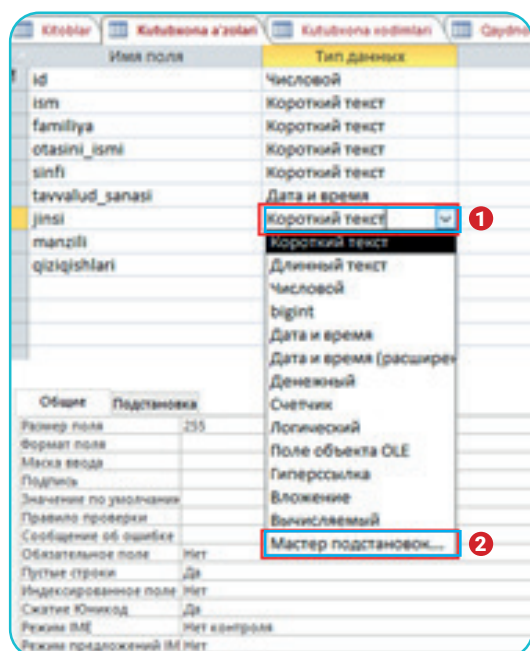 Kitoblar Kutubxona a'zolari Kutubxona xodimlari Qaydno
Имя поля Тип данных
id Числовой
ism Короткий текст
familiya Короткий текст
otasini_ismi Короткий текст
sinfi Короткий текст
tavvalud_sanasi Дата и время
jinsi Короткий текст 1
manzili Короткий текст
qiziqishlari Длинный текст
Числовой
bigint
Дата и время
Дата и время (расширен
Денежный
Счетчик
Логический
Поле объекта OLE
Гиперссылка
Вложение
Вычисляемый
Мастер подстановок... 2
Общие Подстановка
Размер поля 255
Формат поля
Маска ввода
Подпись
Значение по умолчанию
Правило проверки
Сообщение об ошибке
Обязательное поле Нет
Пустые строки Да
Индексированное поле Нет
Сжатие Юникод Да
Режим IME Нет контроля
Режим предложений IM Нет